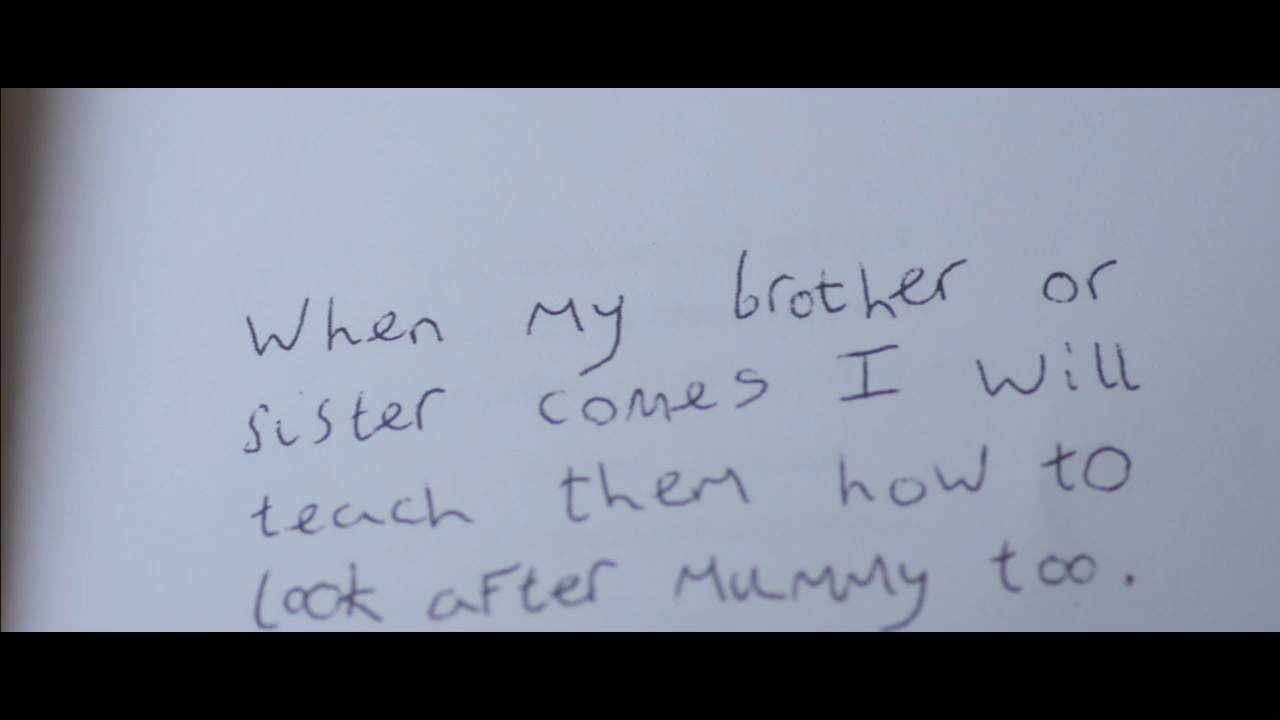 When my brother or
sister comes I will
teach them how to
look after Mummy too.